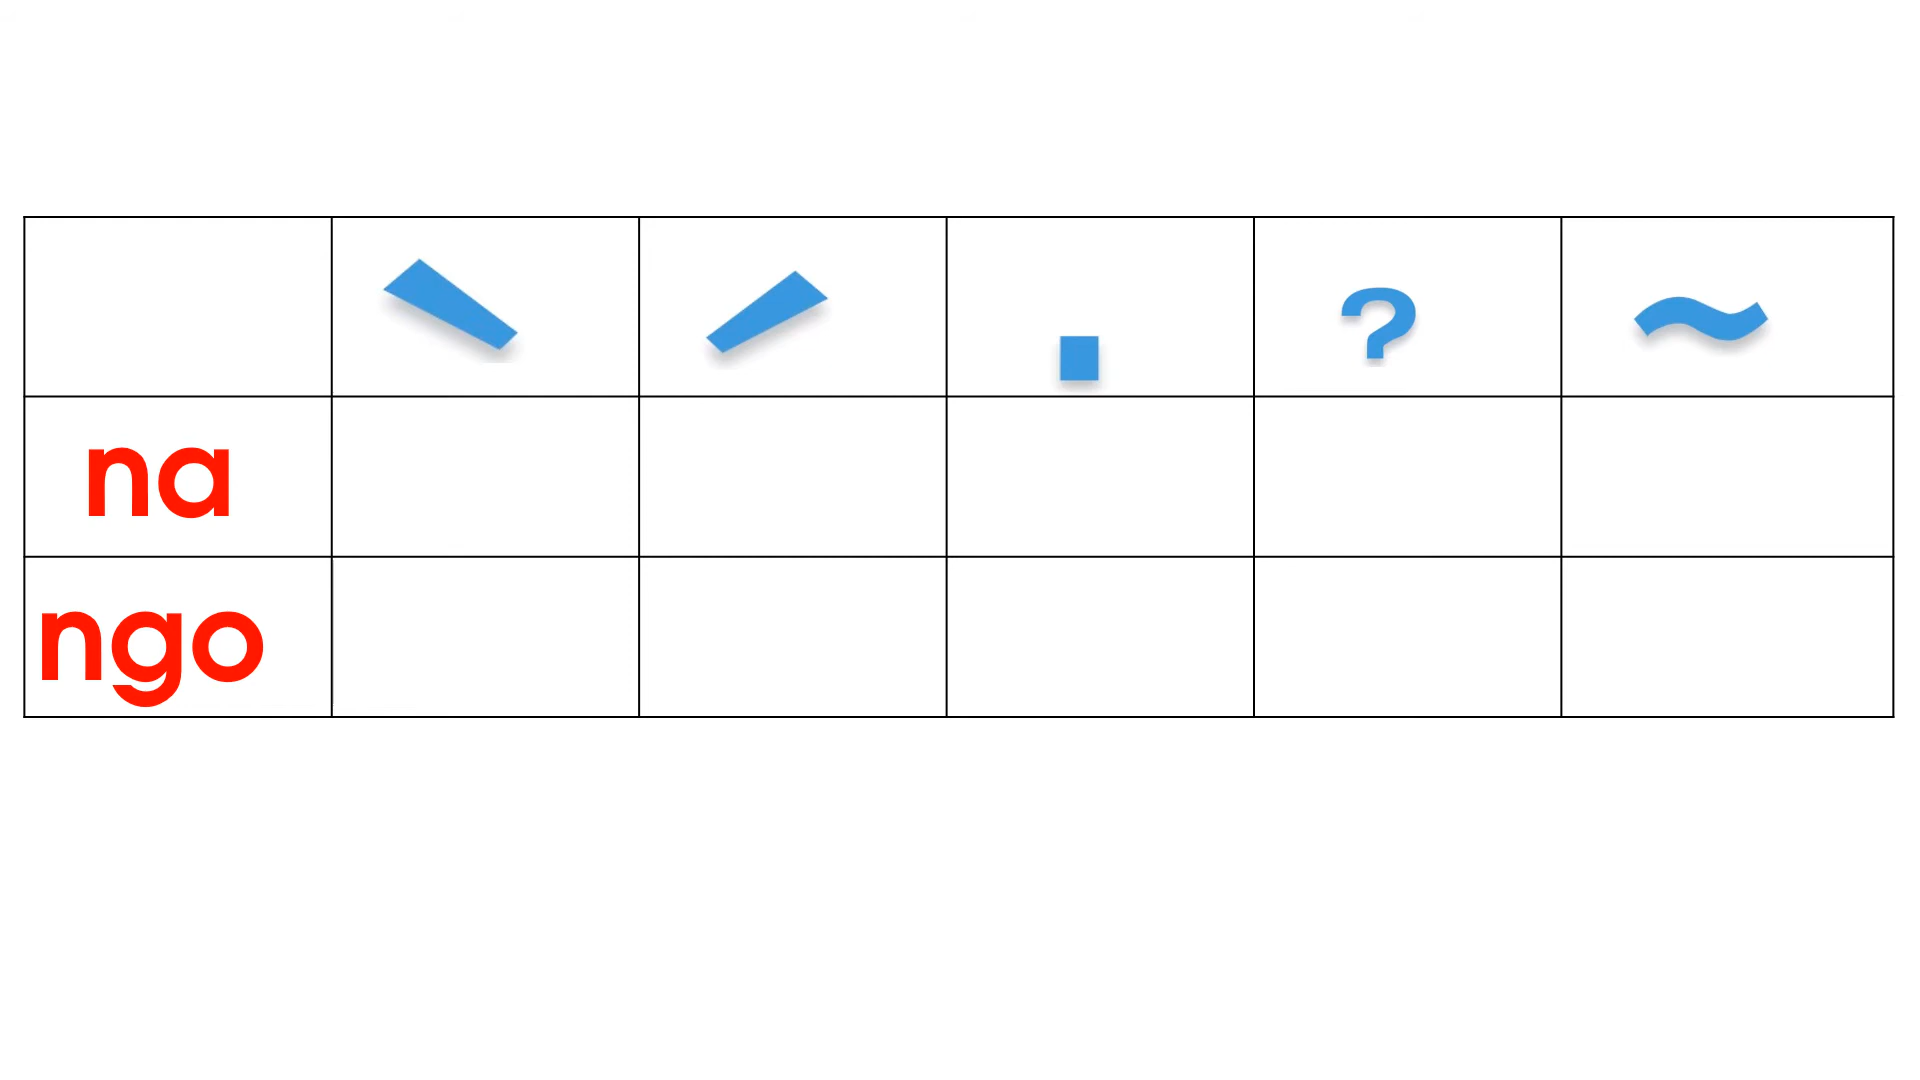 ` ´ . ? ~
na
ngo